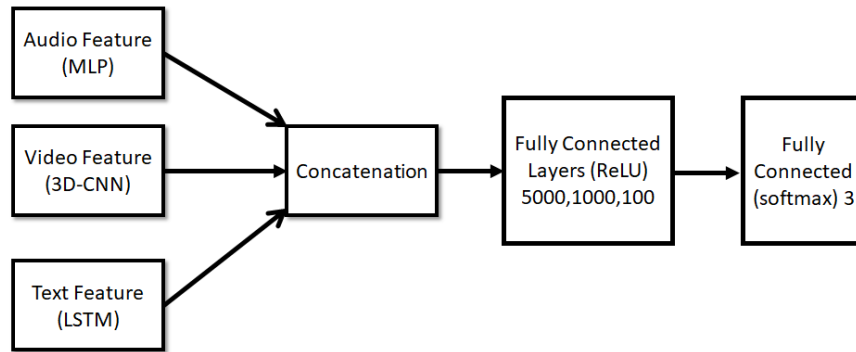 Audio Feature
(MLP)
Video Feature
(3D-CNN)
Text Feature
(LSTM)
Concatenation
Fully Connected
Layers (ReLU)
5000,1000,100
Fully
Connected
(softmax) 3